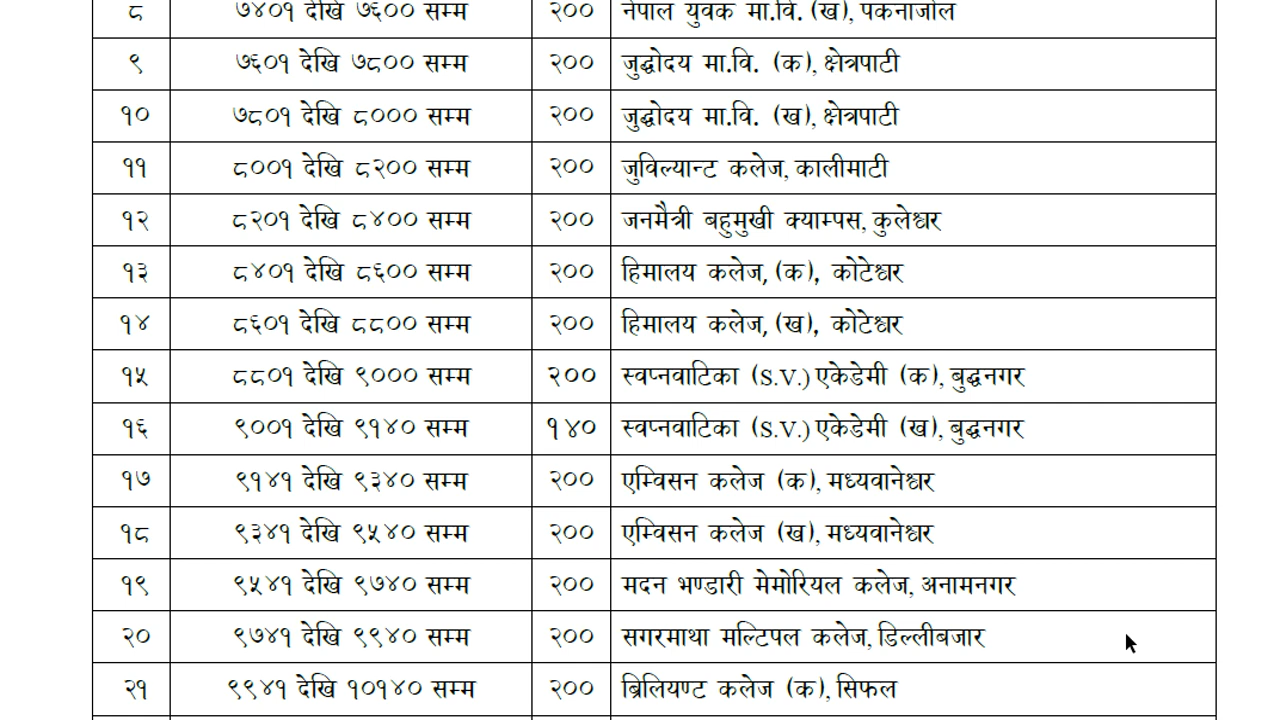 ८ ७४०१ देखि ७६०० सम्म २०० नेपाल युवक मा.वि. (ख), पकनाजोल
९ ७६०१ देखि ७८०० सम्म २०० जुद्धोदय मा.वि. (क), क्षेत्रपाटी
१० ७८०१ देखि ८००० सम्म २०० जुद्धोदय मा.वि. (ख), क्षेत्रपाटी
११ ८००१ देखि ८२०० सम्म २०० जुविल्यान्ट कलेज, कालीमाटी
१२ ८२०१ देखि ८४०० सम्म २०० जनमैत्री बहुमुखी क्याम्पस, कुलेश्वर
१३ ८४०१ देखि ८६०० सम्म २०० हिमालय कलेज, (क), कोटेश्वर
१४ ८६०१ देखि ८८०० सम्म २०० हिमालय कलेज, (ख), कोटेश्वर
१५ ८८०१ देखि ९००० सम्म २०० स्वप्नवाटिका (S.V.) एकेडेमी (क), बुद्धनगर
१६ ९००१ देखि ९१४० सम्म १४० स्वप्नवाटिका (S.V.) एकेडेमी (ख), बुद्धनगर
१७ ९१४१ देखि ९३४० सम्म २०० एम्विसन कलेज (क), मध्यवानेश्वर
१८ ९३४१ देखि ९५४० सम्म २०० एम्विसन कलेज (ख), मध्यवानेश्वर
१९ ९५४१ देखि ९७४० सम्म २०० मदन भण्डारी मेमोरियल कलेज, अनामनगर
२० ९७४१ देखि ९९४० सम्म २०० सगरमाथा मल्टिपल कलेज, डिल्लीबजार
२१ ९९४१ देखि १०१४० सम्म २०० ब्रिलियण्ट कलेज (क), सिफल